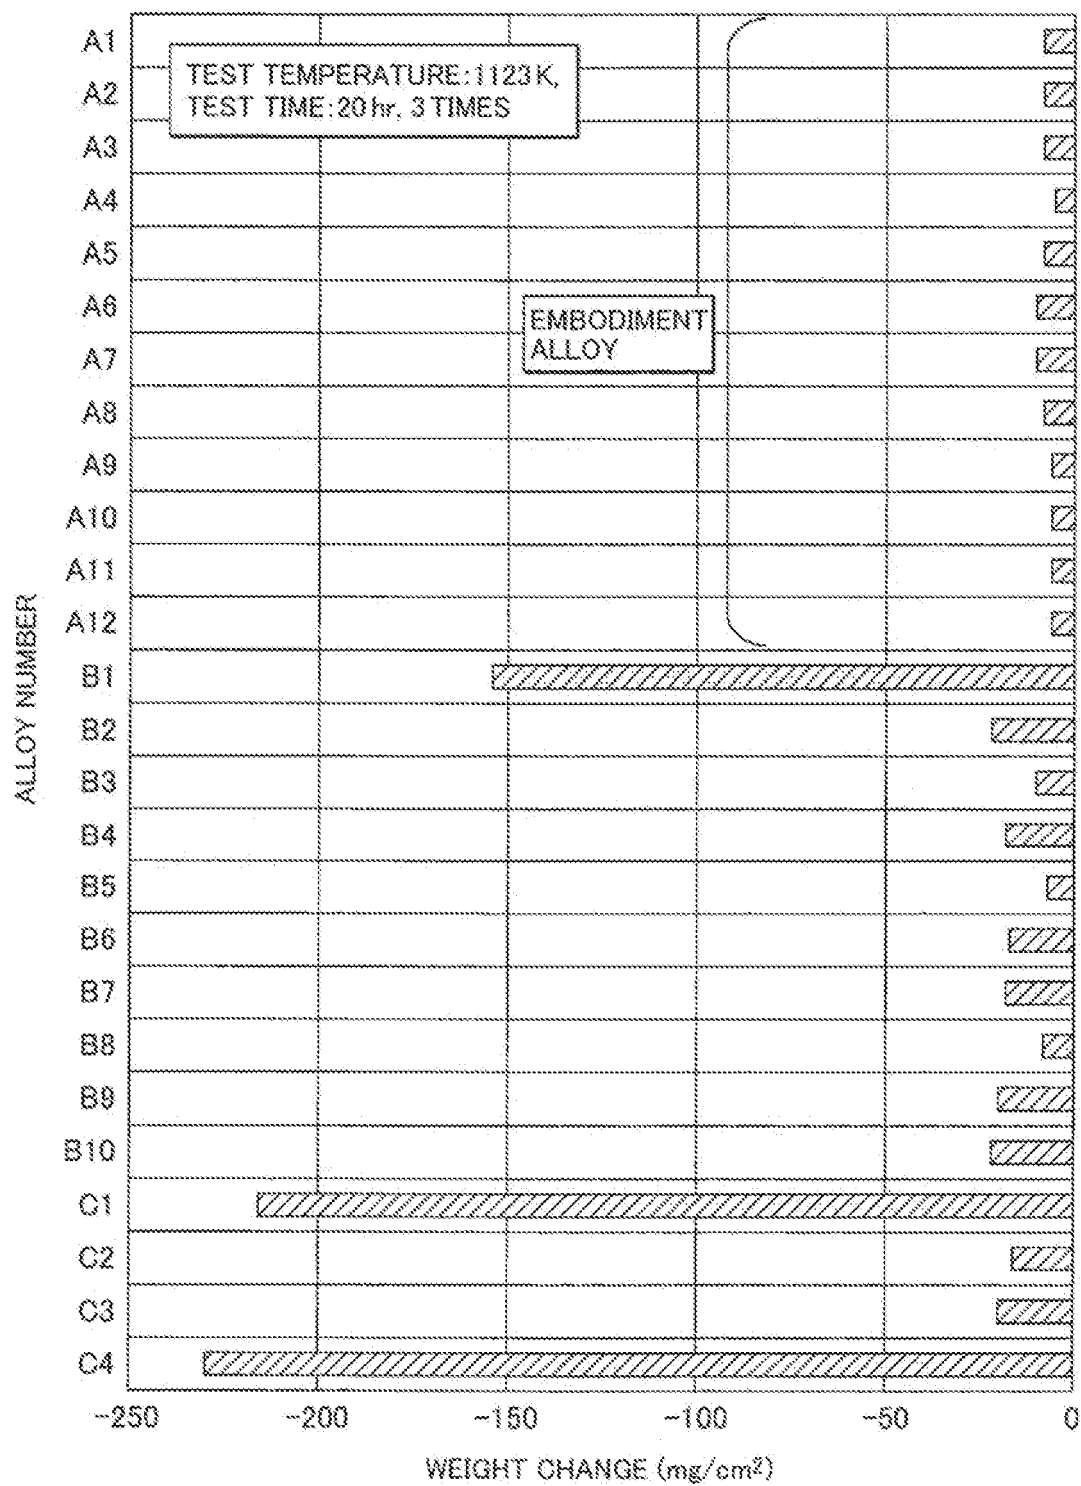 A1
TEST TEMPERATURE:1123K,
TEST TIME:20hr, 3 TIMES
A2
A3
A4
A5
A6
EMBODIMENT
ALLOY
A7
A8
A9
A10
A11
A12
B1
B2
B3
B4
B5
B6
B7
B8
B9
B10
C1
C2
C3
C4
ALLOY NUMBER
-250 -200 -150 -100 -50 0
WEIGHT CHANGE (mg/cm²)